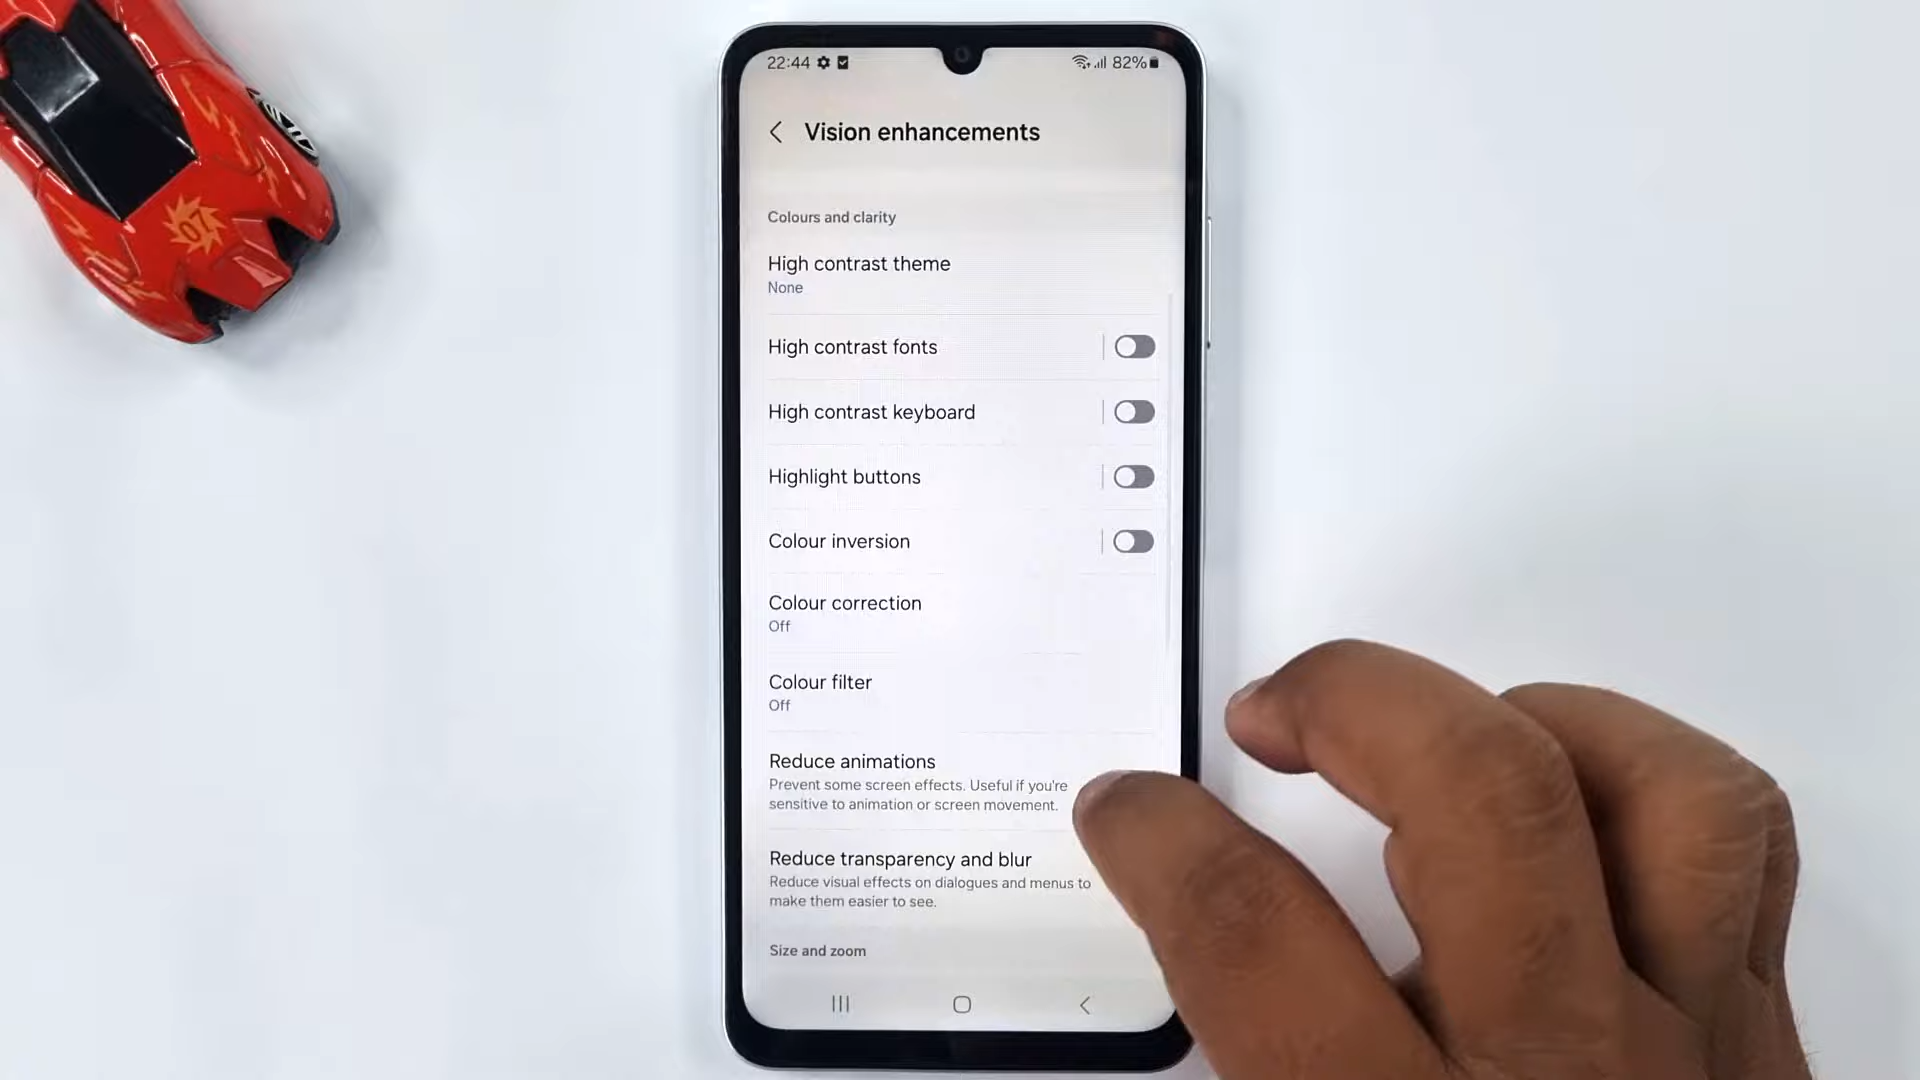 22:44
82%
Vision enhancements
Colours and clarity
High contrast theme
None
High contrast fonts
High contrast keyboard
Highlight buttons
Colour inversion
Colour correction
Off
Colour filter
Off
Reduce animations
Prevent some screen effects. Useful if you're
sensitive to animation or screen movement.
Reduce transparency and blur
Reduce visual effects on dialogues and menus to
make them easier to see.
Size and zoom
07